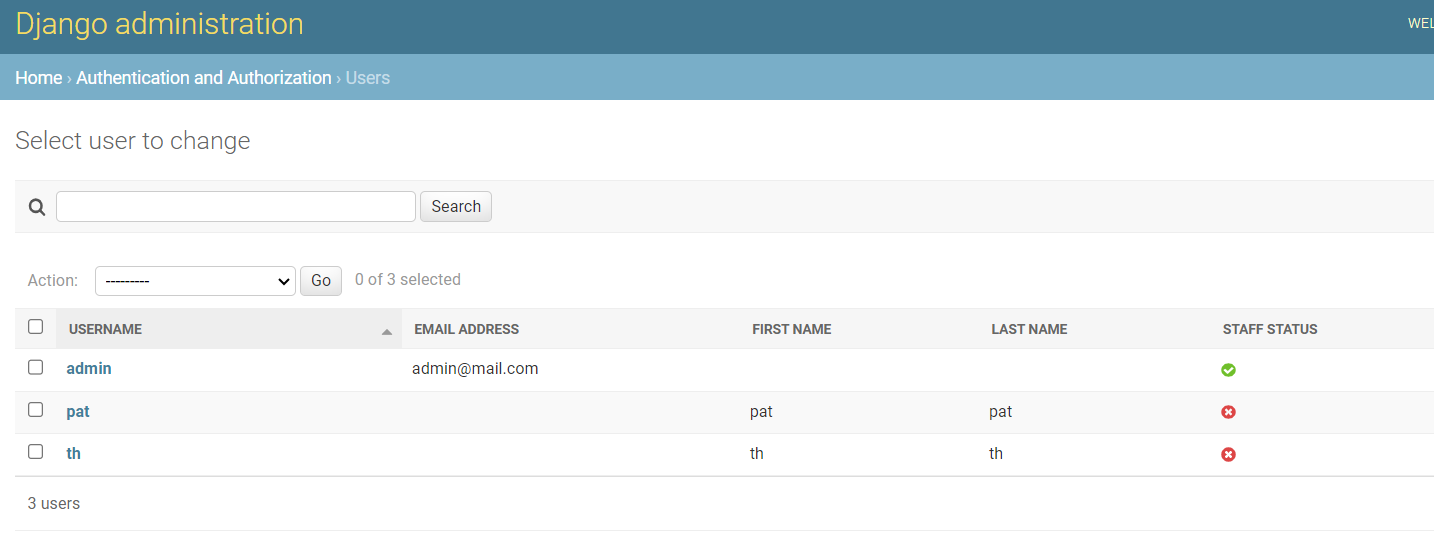 Django administration
WEL
Home › Authentication and Authorization › Users
Select user to change
Search
Action: --------- Go 0 of 3 selected
USERNAME EMAIL ADDRESS FIRST NAME LAST NAME STAFF STATUS
admin admin@mail.com
pat pat pat
th th th
3 users